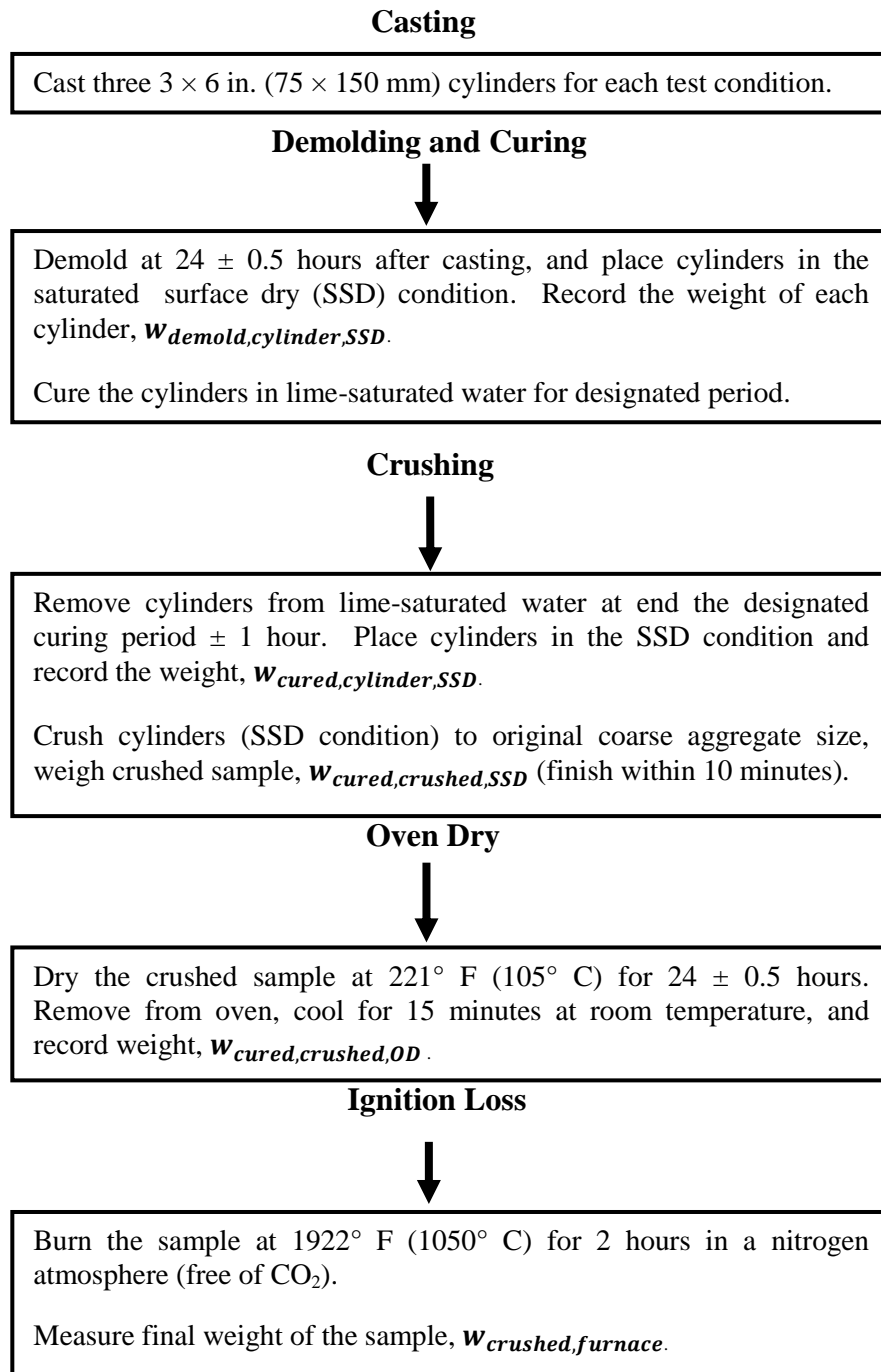 Casting
Cast three 3 × 6 in. (75 × 150 mm) cylinders for each test condition.
Demolding and Curing
Demold at 24 ± 0.5 hours after casting, and place cylinders in the
saturated surface dry (SSD) condition. Record the weight of each
cylinder, w_demold,cylinder,SSD.
Cure the cylinders in lime-saturated water for designated period.
Crushing
Remove cylinders from lime-saturated water at end the designated
curing period ± 1 hour. Place cylinders in the SSD condition and
record the weight, w_cured,cylinder,SSD.
Crush cylinders (SSD condition) to original coarse aggregate size,
weigh crushed sample, w_cured,crushed,SSD (finish within 10 minutes).
Oven Dry
Dry the crushed sample at 221° F (105° C) for 24 ± 0.5 hours.
Remove from oven, cool for 15 minutes at room temperature, and
record weight, w_cured,crushed,OD .
Ignition Loss
Burn the sample at 1922° F (1050° C) for 2 hours in a nitrogen
atmosphere (free of CO₂).
Measure final weight of the sample, w_crushed,furnace.